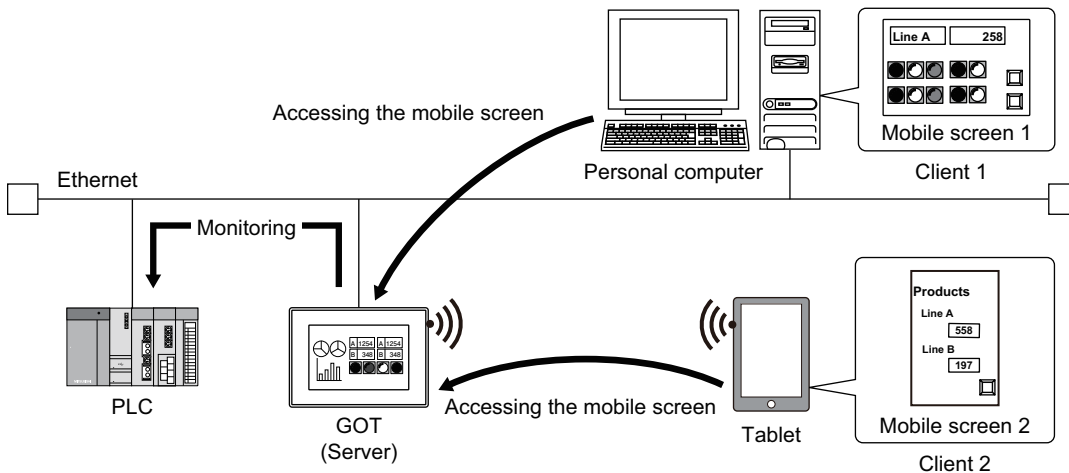 Line A 258
Mobile screen 1
Client 1
Accessing the mobile screen
Personal computer
Ethernet
Monitoring
PLC
A 1254 A 1254
B 348 B 348
GOT
(Server)
Accessing the mobile screen
Tablet
Products
Line A
558
Line B
197
Mobile screen 2
Client 2